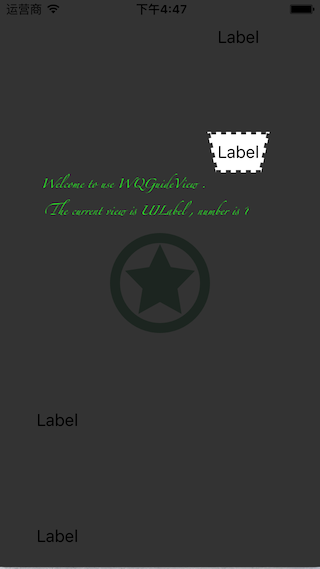 运营商 下午4:47
Label
Label
Welcome to use WQGuideView .
(The current view is UILabel , number is 1
Label
Label